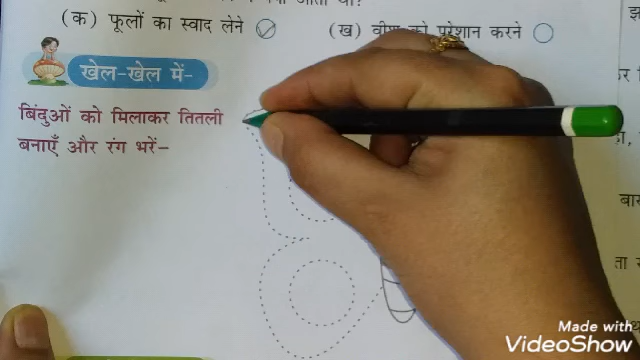 (क) फूलों का स्वाद लेने
(ख) वीणा को परेशान करने
खेल-खेल में-
बिंदुओं को मिलाकर तितली
बनाएँ और रंग भरें-
Made with
VideoShow